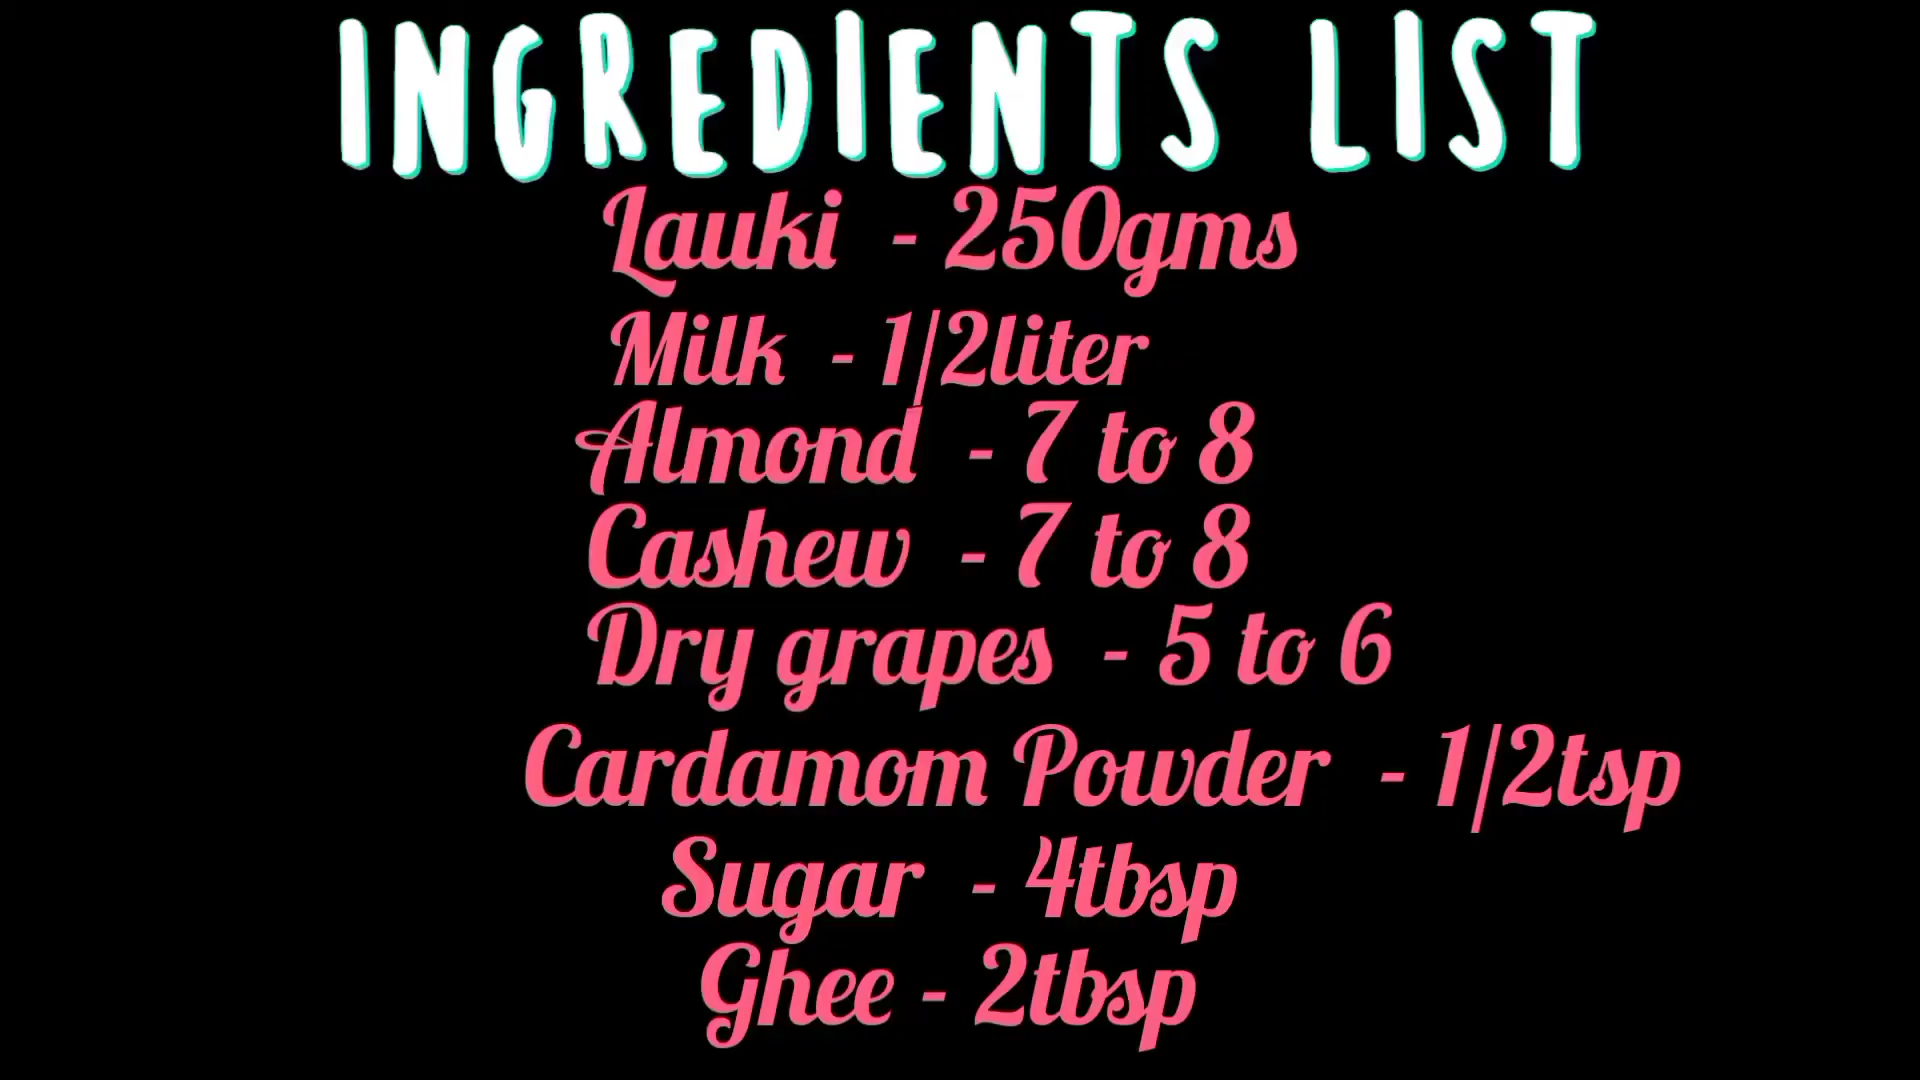 INGREDIENTS LIST
Lauki - 250gms
Milk - 1/2liter
Almond - 7 to 8
Cashew - 7 to 8
Dry grapes - 5 to 6
Cardamom Powder - 1/2tsp
Sugar - 4tbsp
Ghee - 2tbsp